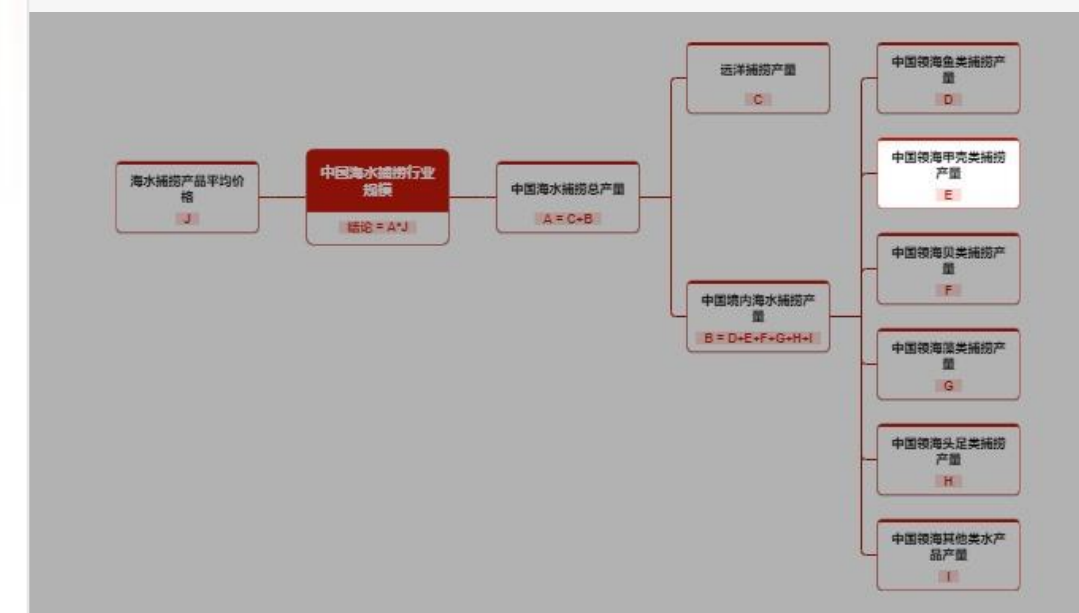 海水捕捞产品平均价
格
J
中国海水捕捞行业
规模
结论 = A*J
中国海水捕捞总产量
A = C+B
远洋捕捞产量
C
中国境内海水捕捞产
量
B = D+E+F+G+H+I
中国领海鱼类捕捞产
量
D
中国领海甲壳类捕捞
产量
E
中国领海贝类捕捞产
量
F
中国领海藻类捕捞产
量
G
中国领海头足类捕捞
产量
H
中国领海其他类水产
品产量
I